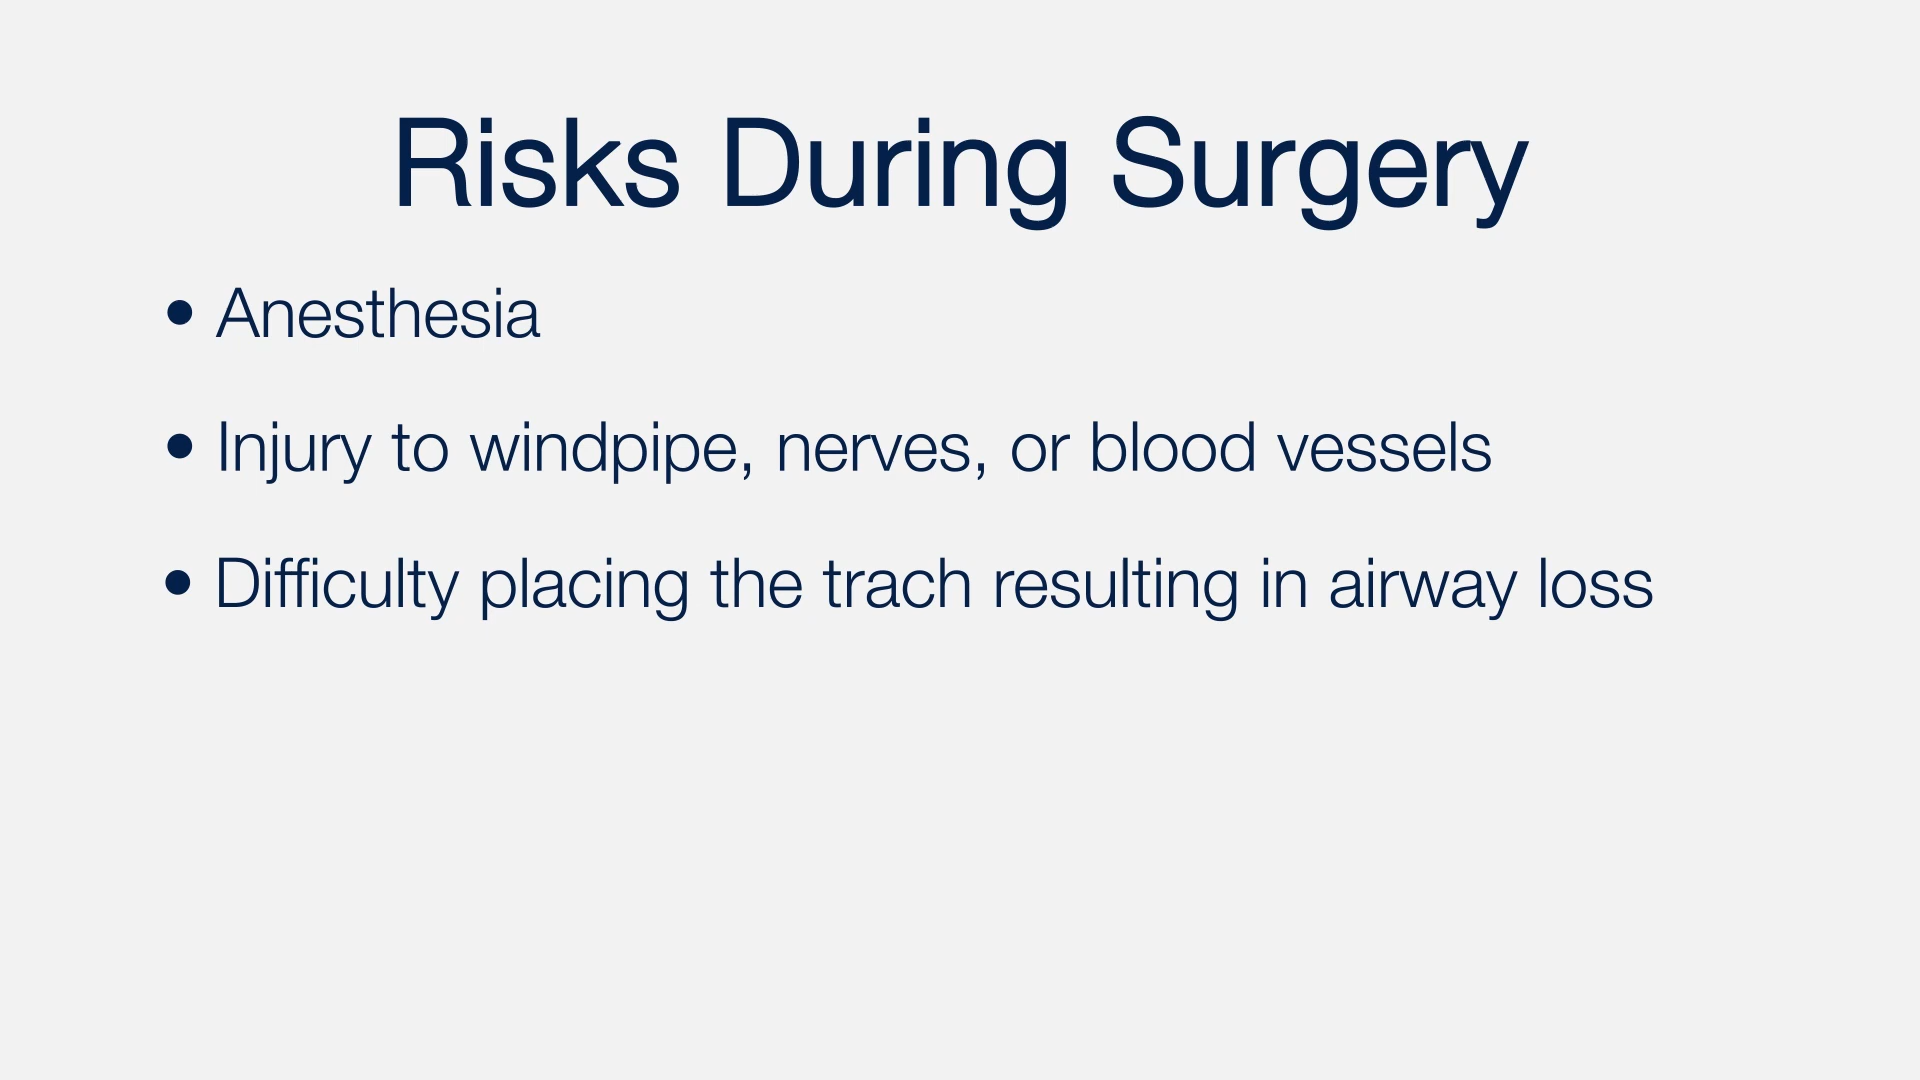 Risks During Surgery
• Anesthesia
• Injury to windpipe, nerves, or blood vessels
• Difficulty placing the trach resulting in airway loss